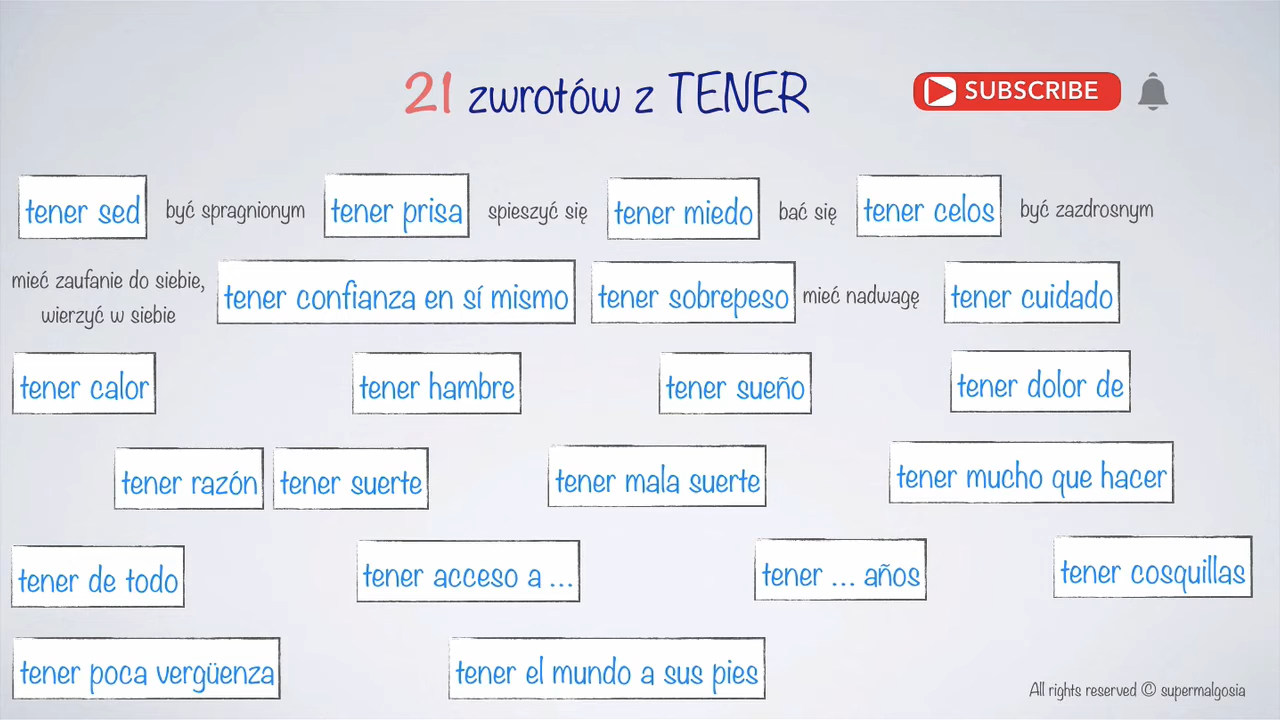 21 zwrotów z TENER
SUBSCRIBE
tener sed być spragnionym tener prisa spieszyć się tener miedo bać się tener celos być zazdrosnym
mieć zaufanie do siebie,
wierzyć w siebie
tener confianza en sí mismo tener sobrepeso mieć nadwagę tener cuidado
tener calor tener hambre tener sueño tener dolor de
tener razón tener suerte tener mala suerte tener mucho que hacer
tener de todo tener acceso a ... tener ... años tener cosquillas
tener poca vergüenza tener el mundo a sus pies
All rights reserved © supermalgosia